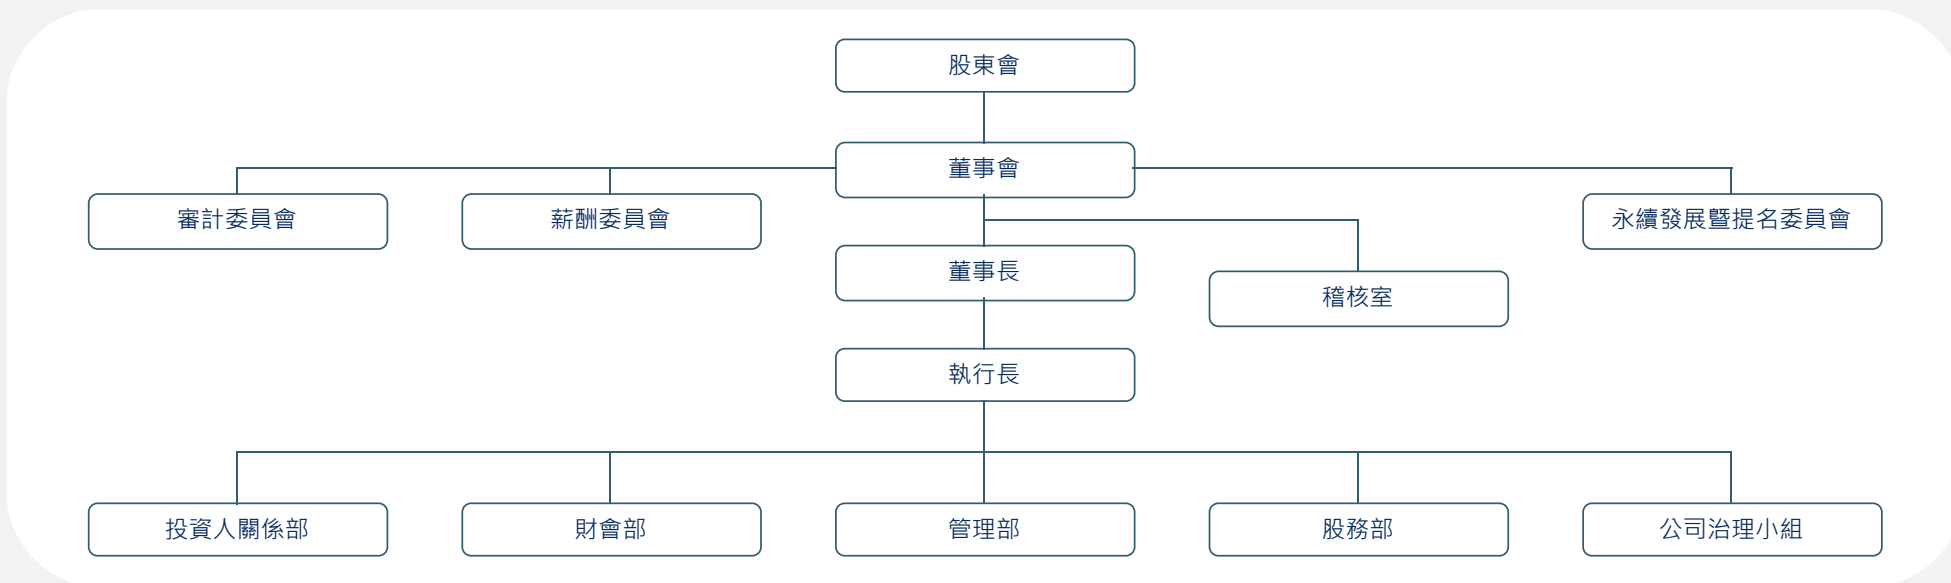 股東會
董事會
審計委員會
薪酬委員會
永續發展暨提名委員會
董事長
稽核室
執行長
投資人關係部
財會部
管理部
股務部
公司治理小組